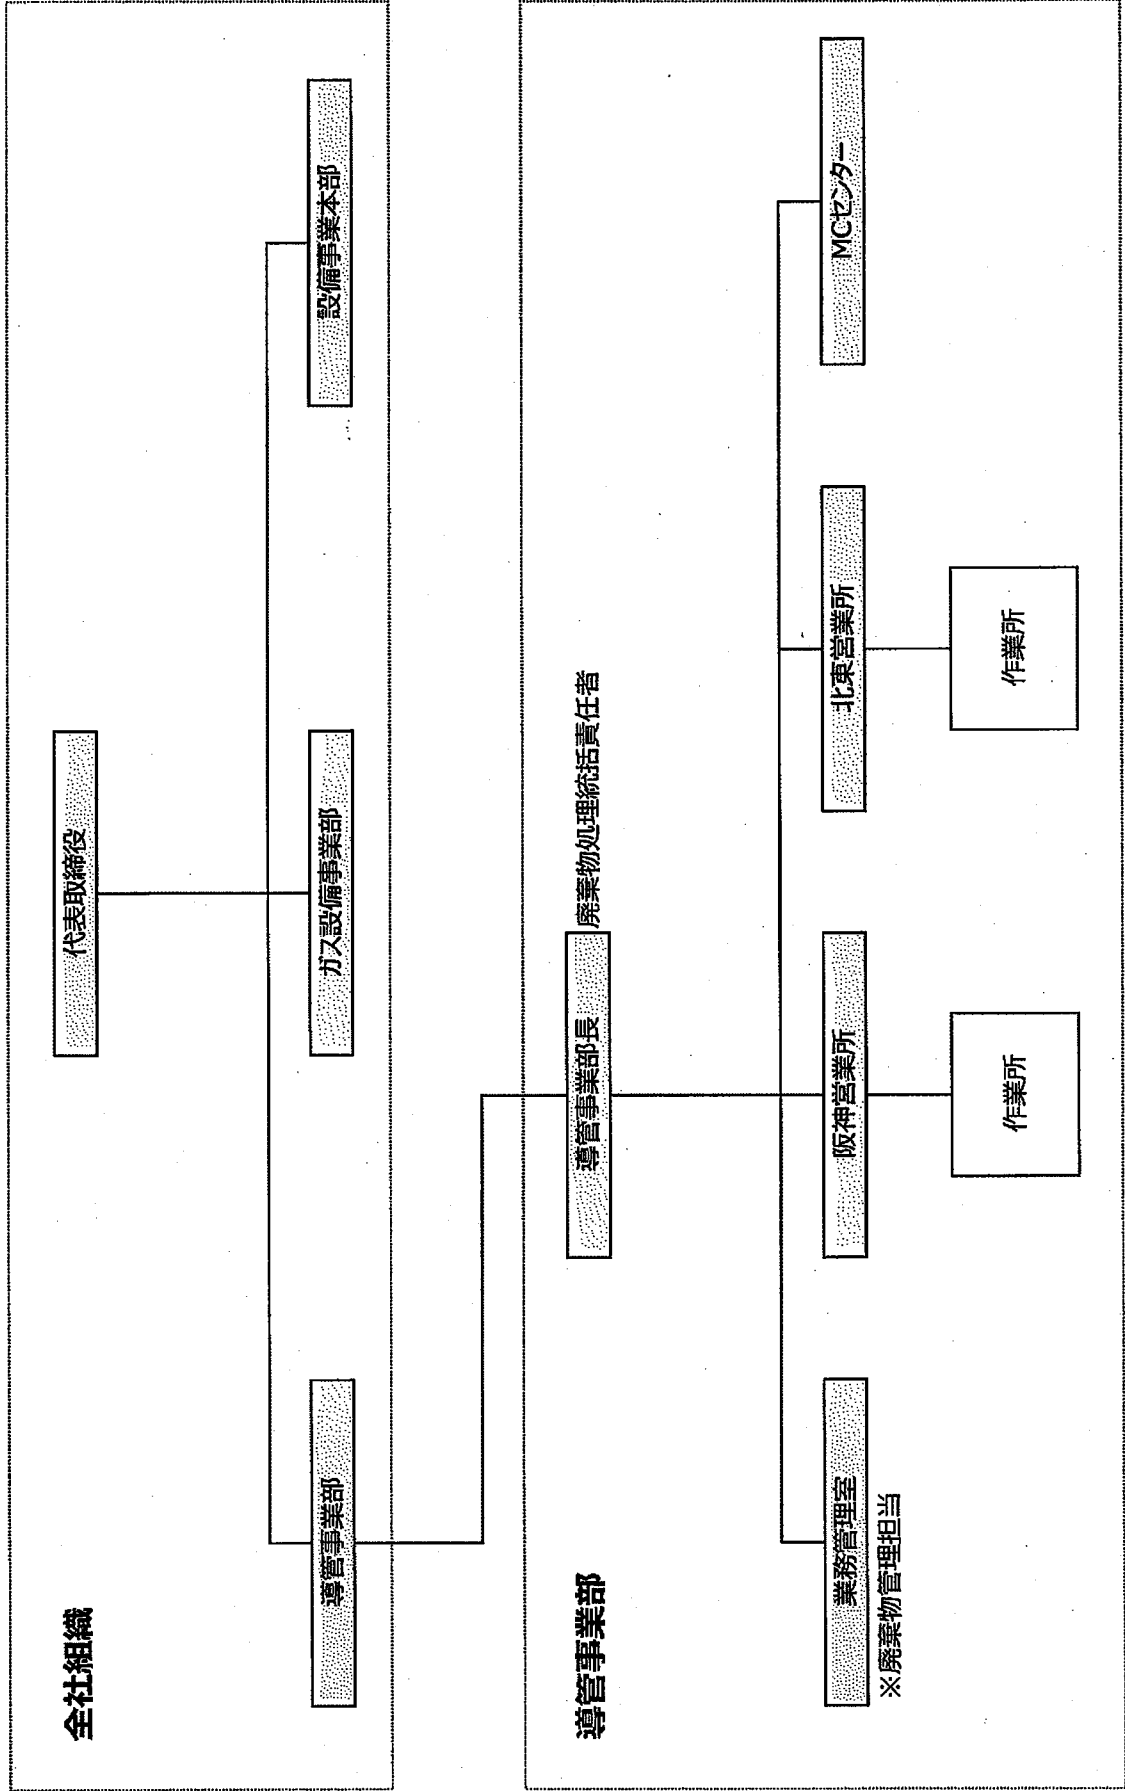 全社組織
代表取締役
導管事業部
ガス設備事業部
設備事業本部
導管事業部
導管事業部長
廃棄物処理統括責任者
業務管理室
※廃棄物管理担当
阪神営業所
北東営業所
MCセンター
作業所
作業所